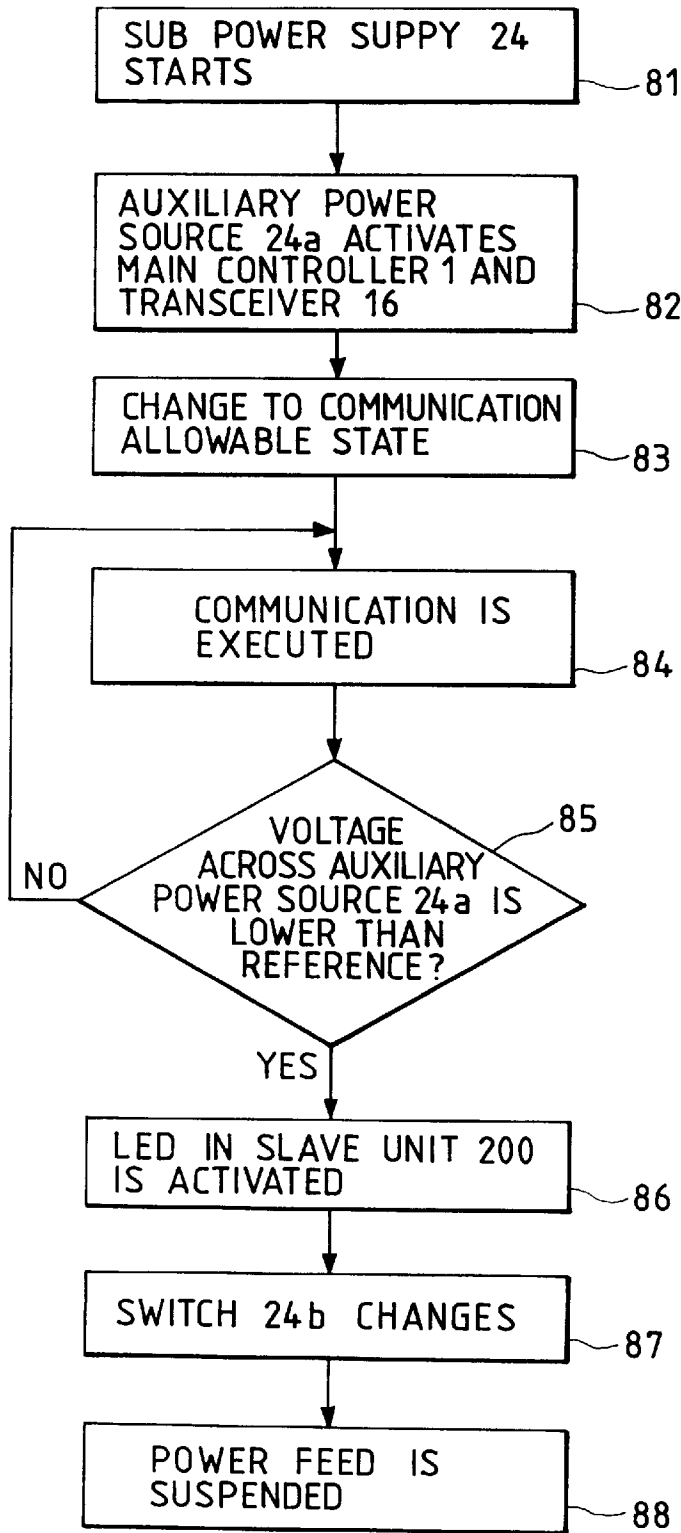 SUB POWER SUPPY 24
STARTS
81
AUXILIARY POWER
SOURCE 24a ACTIVATES
MAIN CONTROLLER 1 AND
TRANSCEIVER 16
82
CHANGE TO COMMUNICATION
ALLOWABLE STATE
83
COMMUNICATION IS
EXECUTED
84
85
VOLTAGE
ACROSS AUXILIARY
POWER SOURCE 24a IS
LOWER THAN
REFERENCE?
NO
YES
LED IN SLAVE UNIT 200
IS ACTIVATED
86
SWITCH 24b CHANGES
87
POWER FEED IS
SUSPENDED
88